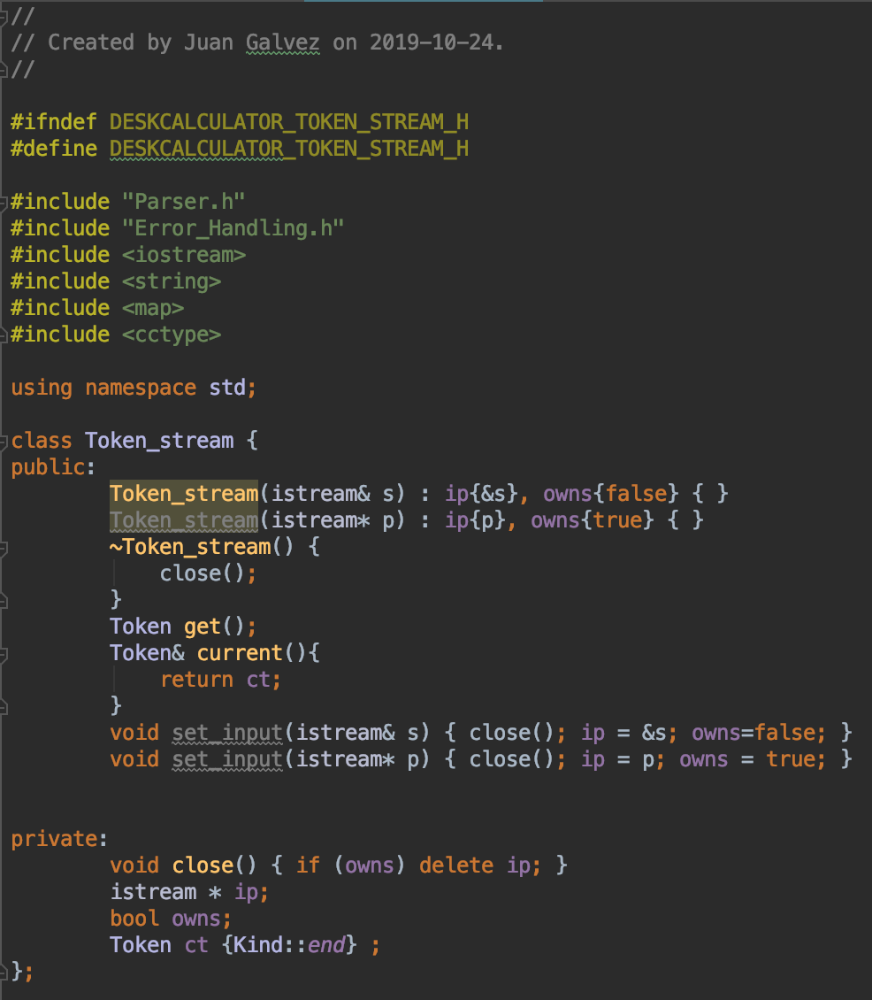 //
// Created by Juan Galvez on 2019-10-24.
//
#ifndef DESKCALCULATOR_TOKEN_STREAM_H
#define DESKCALCULATOR_TOKEN_STREAM_H
#include "Parser.h"
#include "Error_Handling.h"
#include <iostream>
#include <string>
#include <map>
#include <cctype>
using namespace std;
class Token_stream {
public:
Token_stream(istream& s) : ip{&s}, owns{false} { }
Token_stream(istream* p) : ip{p}, owns{true} { }
~Token_stream() {
close();
}
Token get();
Token& current(){
return ct;
}
void set_input(istream& s) { close(); ip = &s; owns=false; }
void set_input(istream* p) { close(); ip = p; owns = true; }
private:
void close() { if (owns) delete ip; }
istream * ip;
bool owns;
Token ct {Kind::end} ;
};